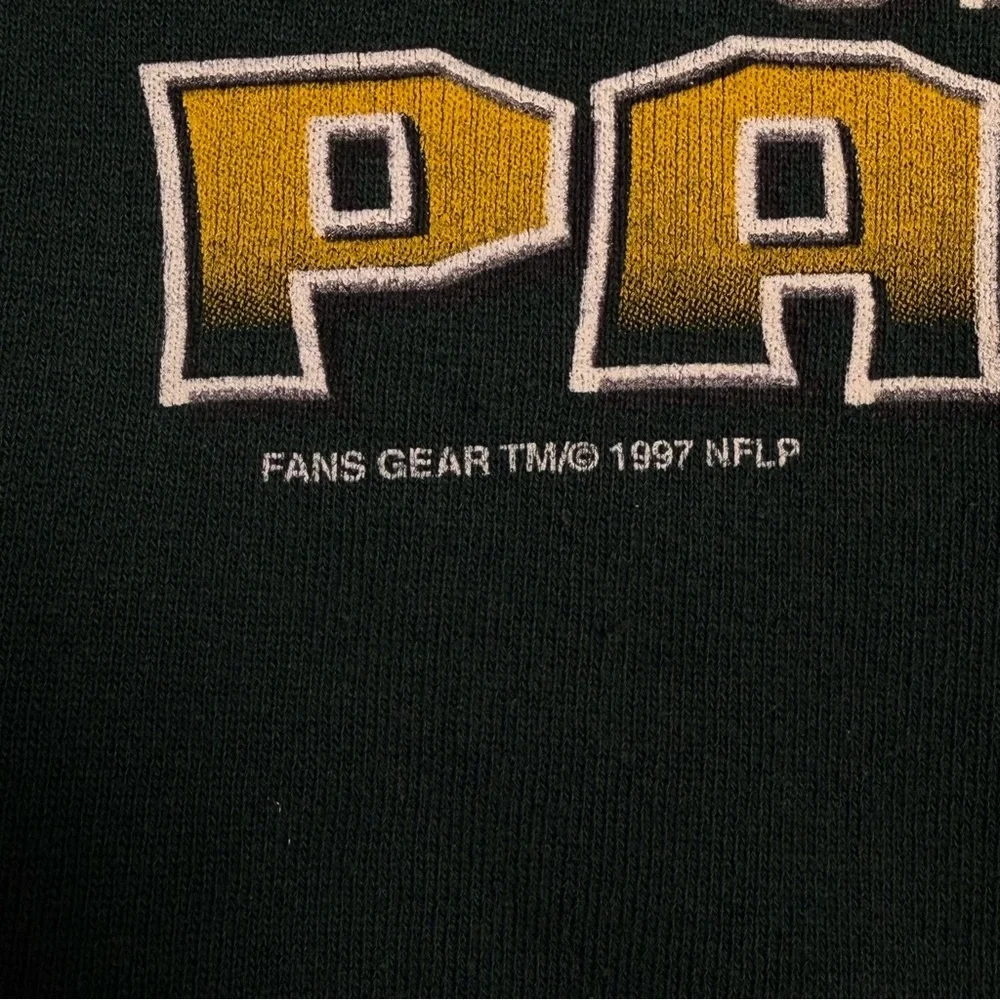 PA
FANS GEAR TM/© 1997 NFLP